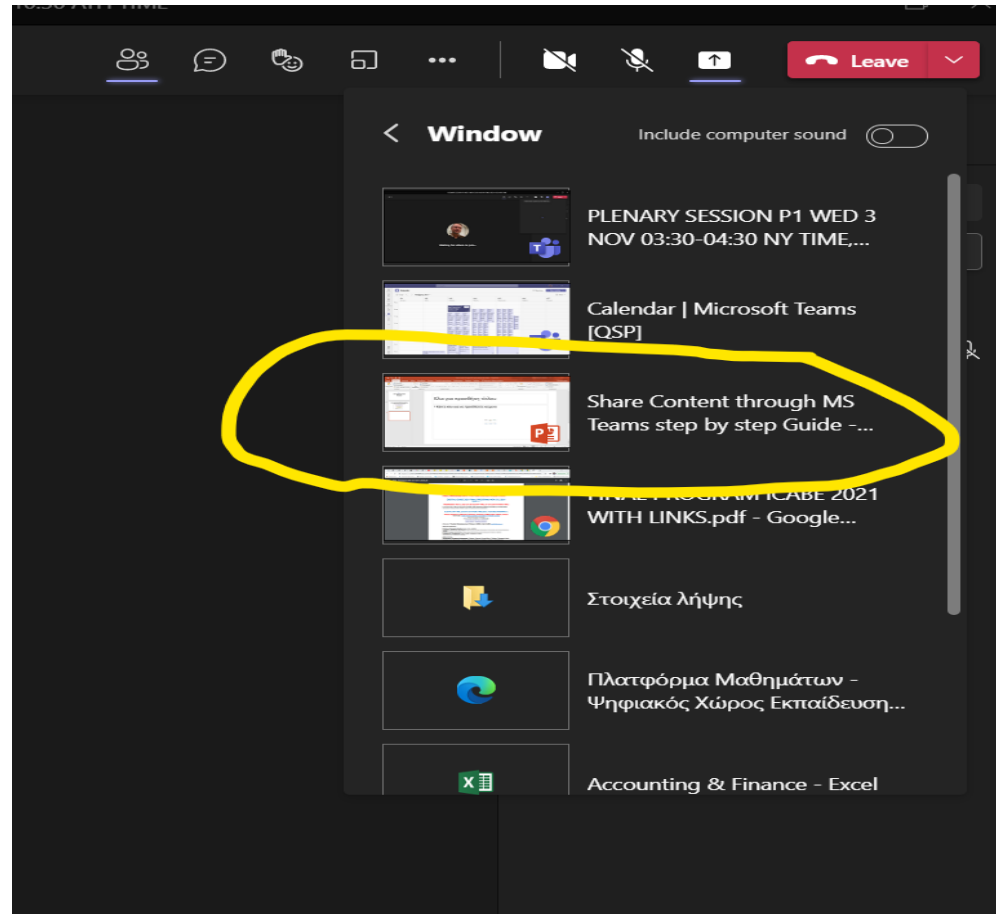 Leave
Window
Include computer sound
PLENARY SESSION P1 WED 3
NOV 03:30-04:30 NY TIME,...
Calendar | Microsoft Teams
[QSP]
Share Content through MS
Teams step by step Guide -...
FINAL PROGRAM ICABE 2021
WITH LINKS.pdf - Google...
Στοιχεία λήψης
Πλατφόρμα Μαθημάτων -
Ψηφιακός Χώρος Εκπαίδευση...
Accounting & Finance - Excel